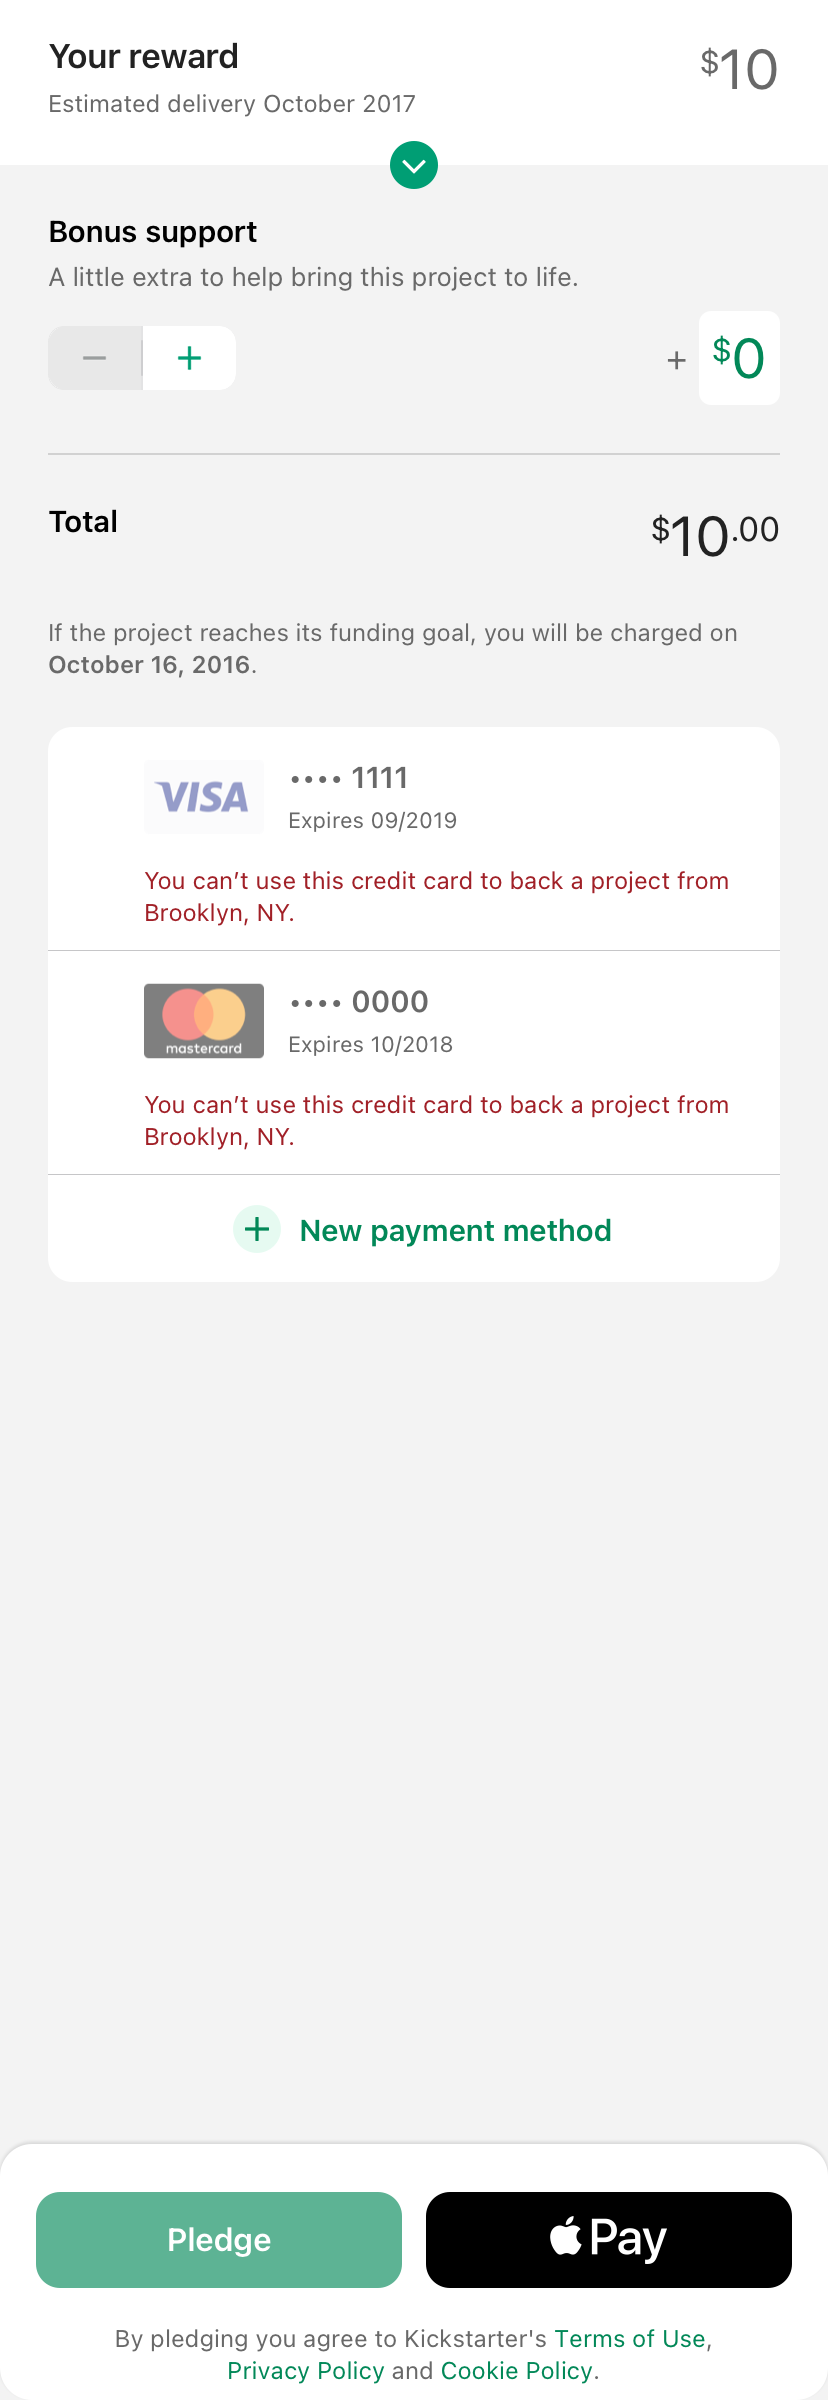 Your reward
$10
Estimated delivery October 2017
Bonus support
A little extra to help bring this project to life.
− +
+ $0
Total
$10.00
If the project reaches its funding goal, you will be charged on
October 16, 2016.
VISA
•••• 1111
Expires 09/2019
You can’t use this credit card to back a project from
Brooklyn, NY.
mastercard
•••• 0000
Expires 10/2018
You can’t use this credit card to back a project from
Brooklyn, NY.
+ New payment method
Pledge
Pay
By pledging you agree to Kickstarter's Terms of Use,
Privacy Policy and Cookie Policy.